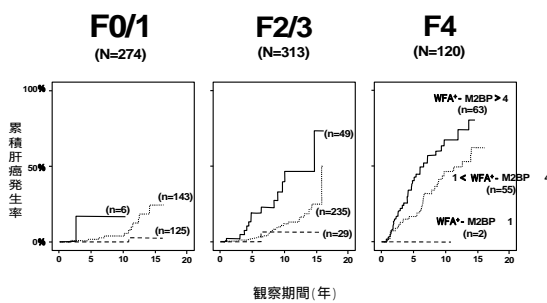 F0/1
(N=274)
F2/3
(N=313)
F4
(N=120)
累積肝癌発生率
100%
50%
0%
(n=6)
(n=143)
(n=125)
0 5 10 15 20
(n=49)
(n=235)
(n=29)
0 5 10 15 20
WFA+- M2BP > 4
(n=63)
1 < WFA+- M2BP 4
(n=55)
WFA+- M2BP 1
(n=2)
0 5 10 15 20
観察期間(年)